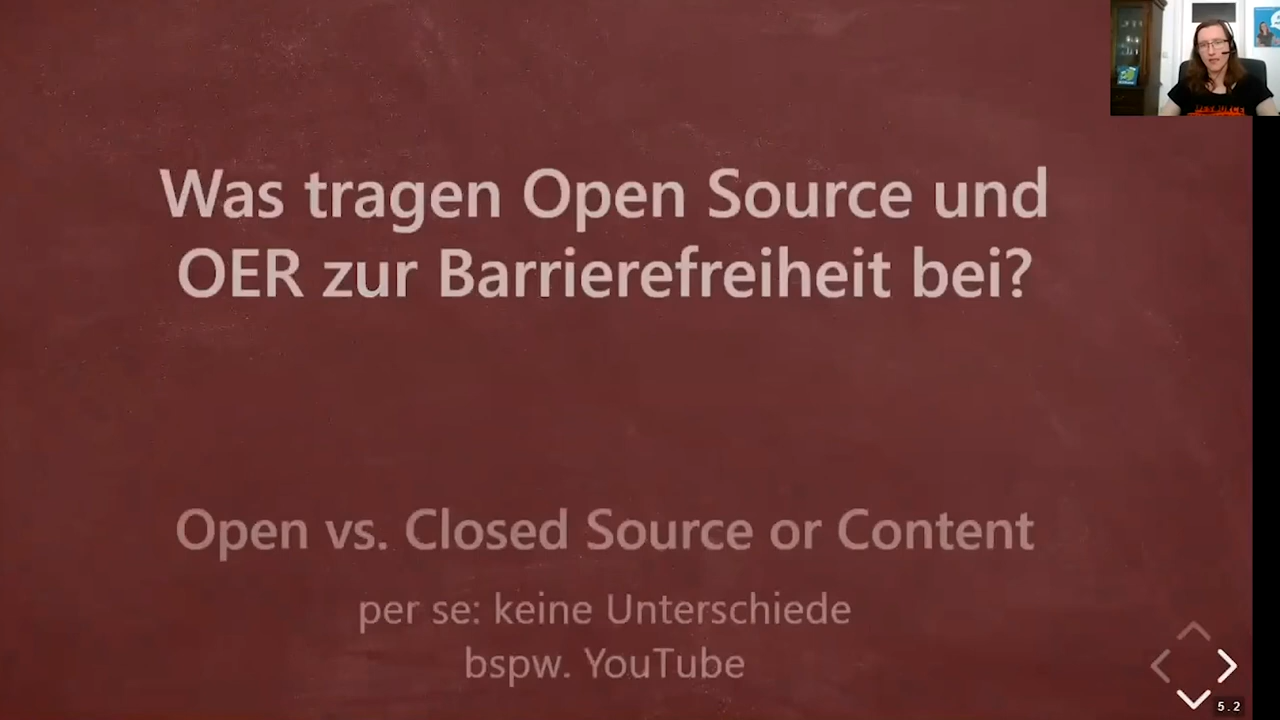 Was tragen Open Source und
OER zur Barrierefreiheit bei?
Open vs. Closed Source or Content
per se: keine Unterschiede
bspw. YouTube
5.2